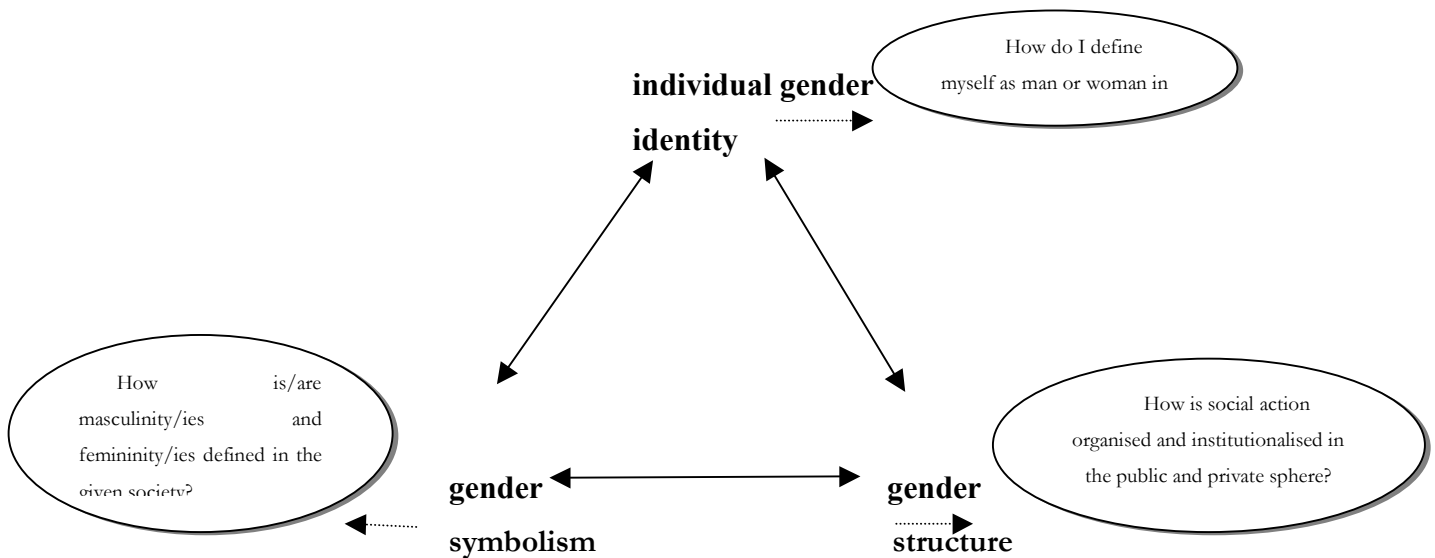 How do I define
myself as man or woman in
individual gender
identity
How is/are
masculinity/ies and
femininity/ies defined in the
given society?
How is social action
organised and institutionalised in
the public and private sphere?
gender
symbolism
gender
structure